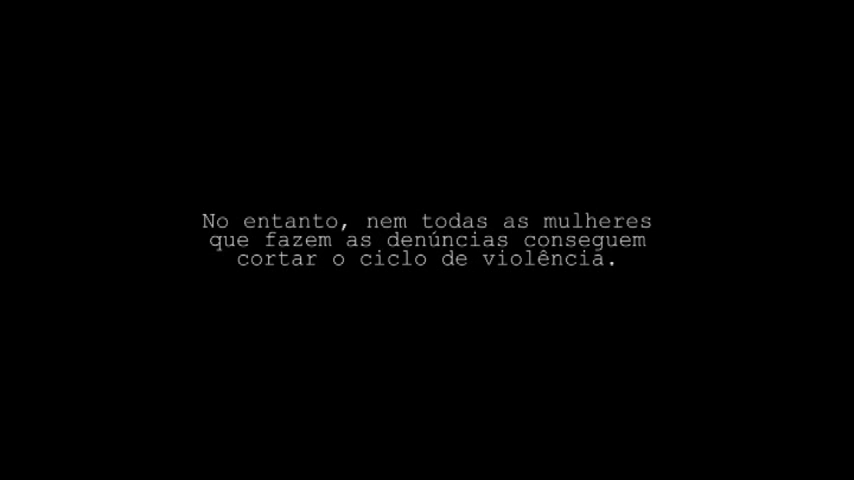 No entanto, nem todas as mulheres
que fazem as denúncias conseguem
cortar o ciclo de violência.